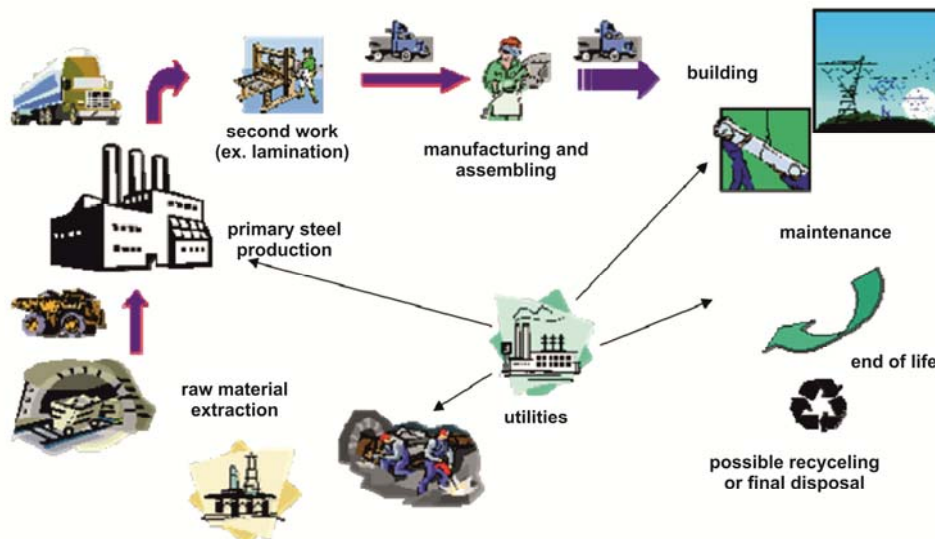 building
second work
(ex. lamination)
manufacturing and
assembling
primary steel
production
maintenance
raw material
extraction
utilities
end of life
possible recyceling
or final disposal